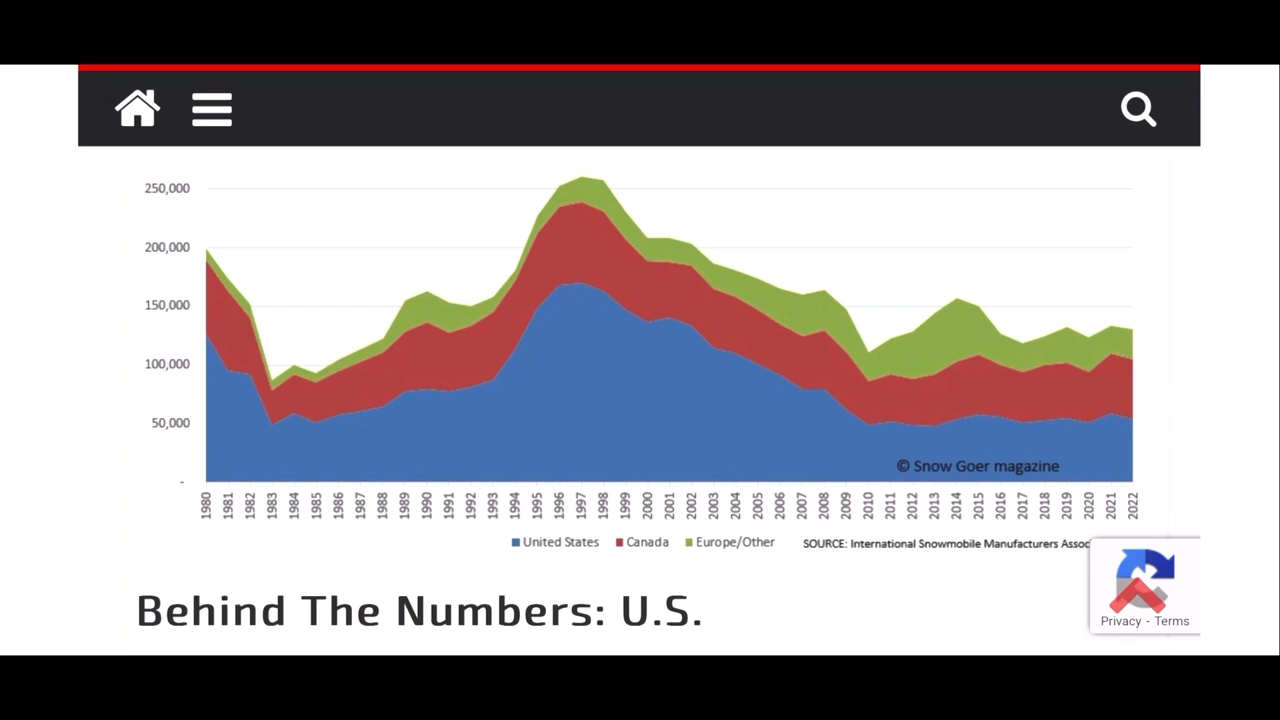 250,000
200,000
150,000
100,000
50,000
-
© Snow Goer magazine
1980 1981 1982 1983 1984 1985 1986 1987 1988 1989 1990 1991 1992 1993 1994 1995 1996 1997 1998 1999 2000 2001 2002 2003 2004 2005 2006 2007 2008 2009 2010 2011 2012 2013 2014 2015 2016 2017 2018 2019 2020 2021 2022
United States Canada Europe/Other SOURCE: International Snowmobile Manufacturers Assoc
Behind The Numbers: U.S.
Privacy - Terms